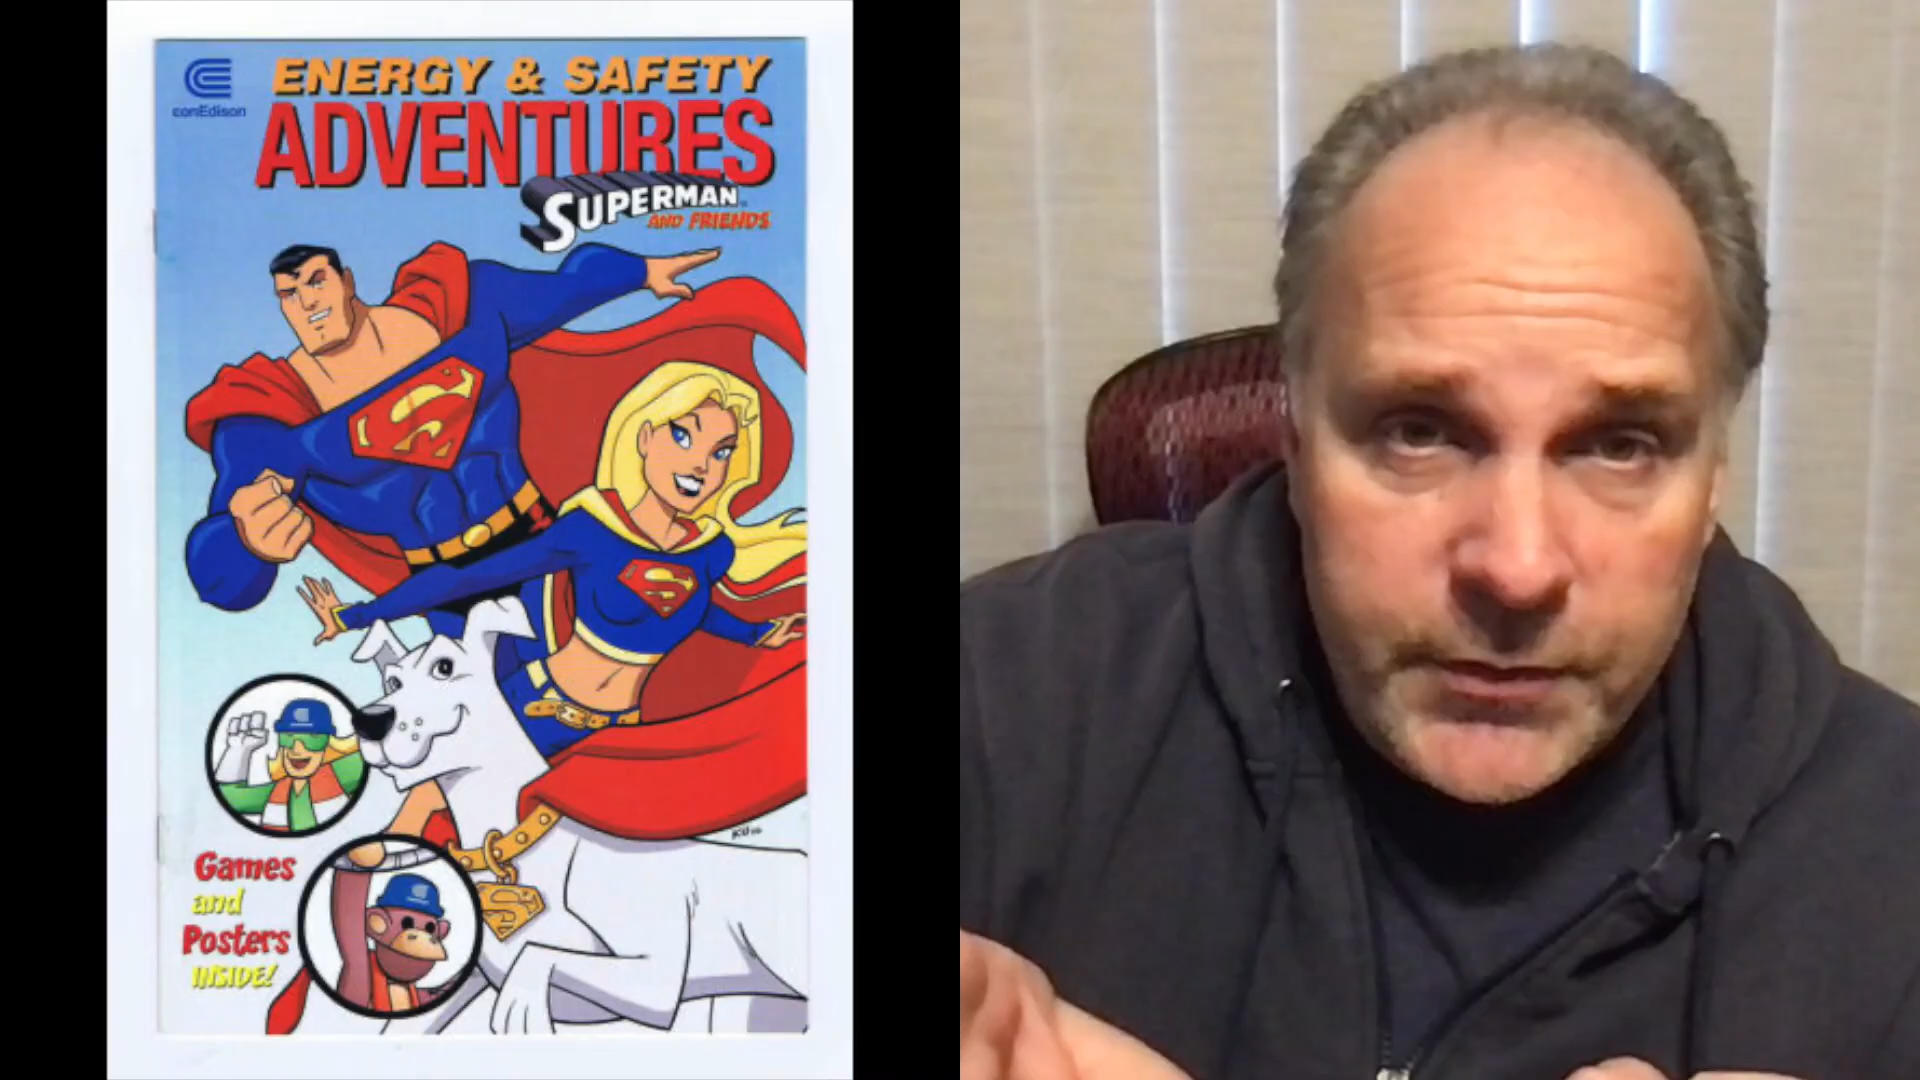 conEdison
ENERGY & SAFETY
ADVENTURES
SUPERMAN
AND FRIENDS
Games
and
Posters
INSIDE!